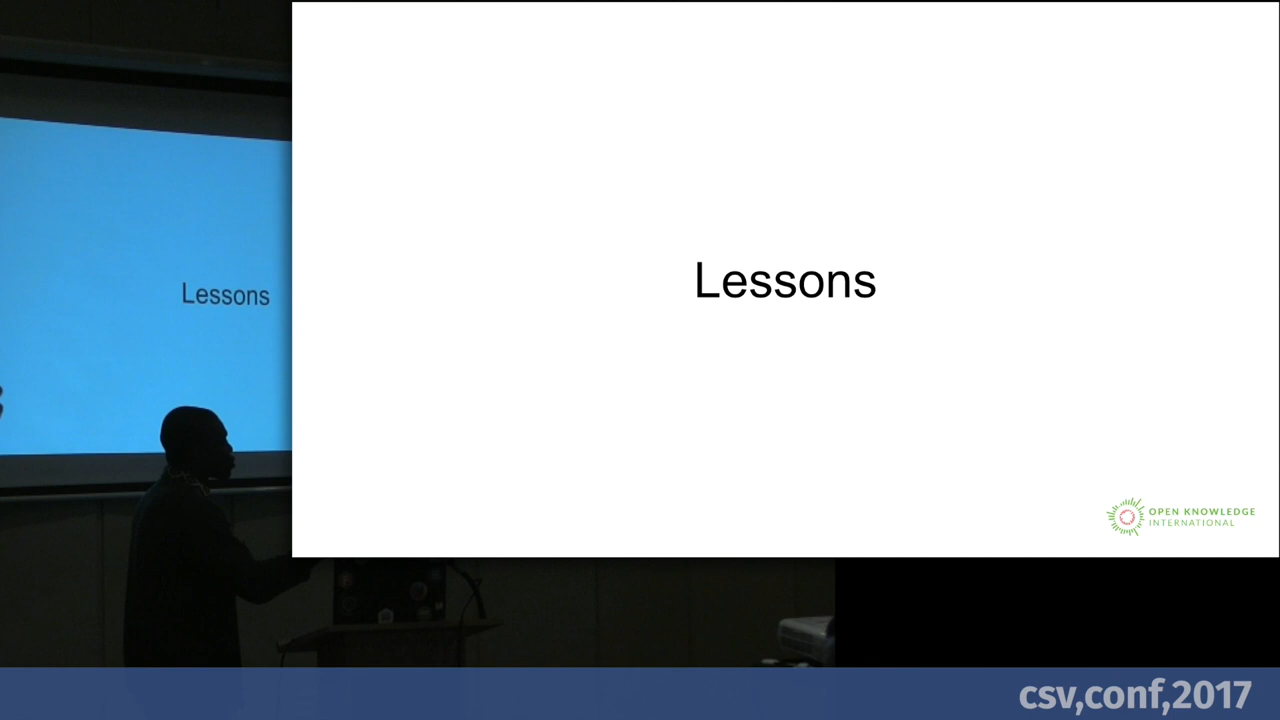 Lessons
Lessons
OPEN KNOWLEDGE
INTERNATIONAL
csv,conf,2017